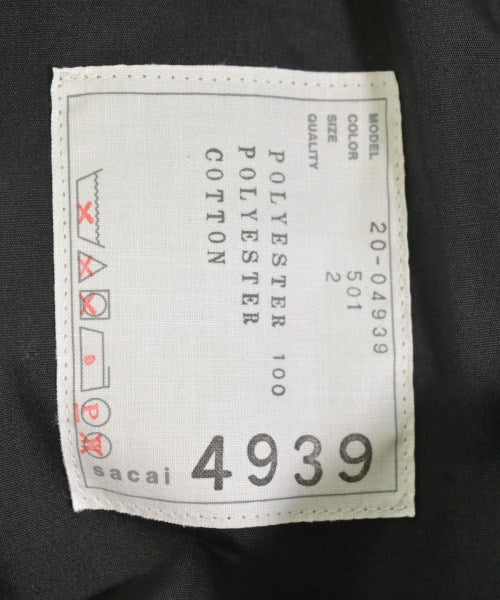 MODEL 20-04939
COLOR 501
SIZE 2
QUALITY
POLYESTER 100
POLYESTER
COTTON
P
W
sacai 4939